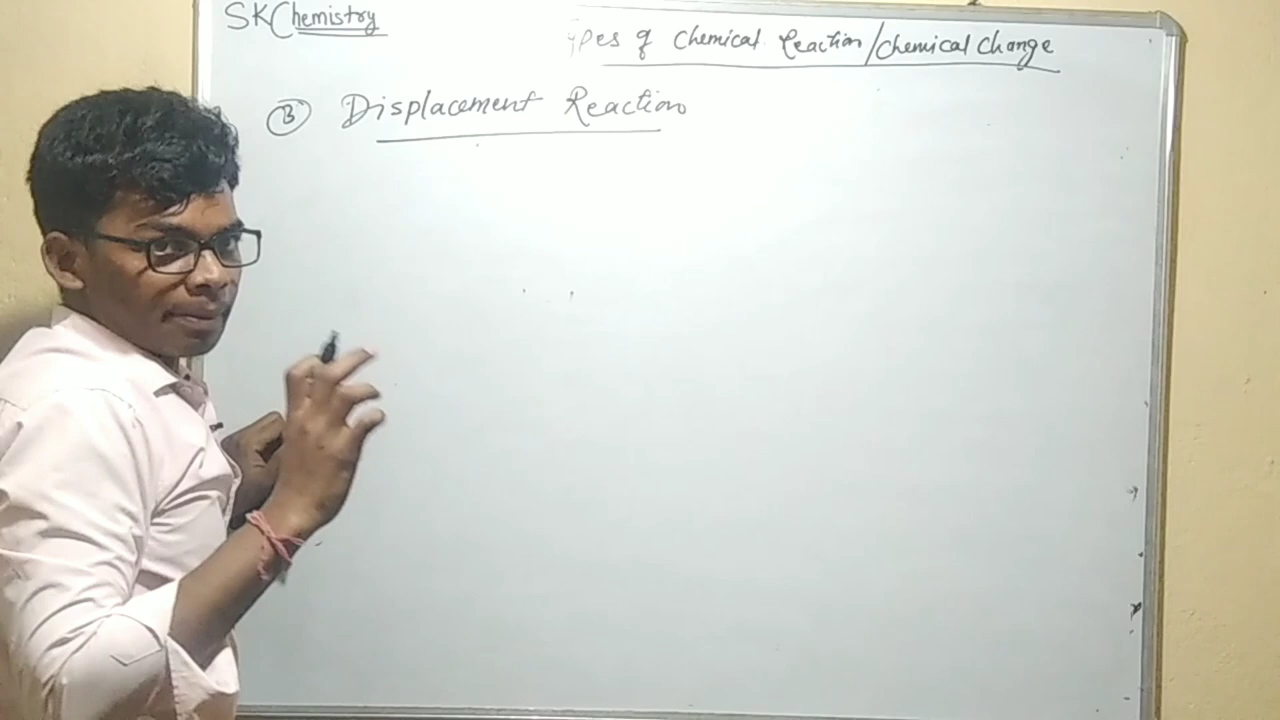 SKChemistry
ypes of Chemical Reaction/Chemical Change
③ Displacement Reaction